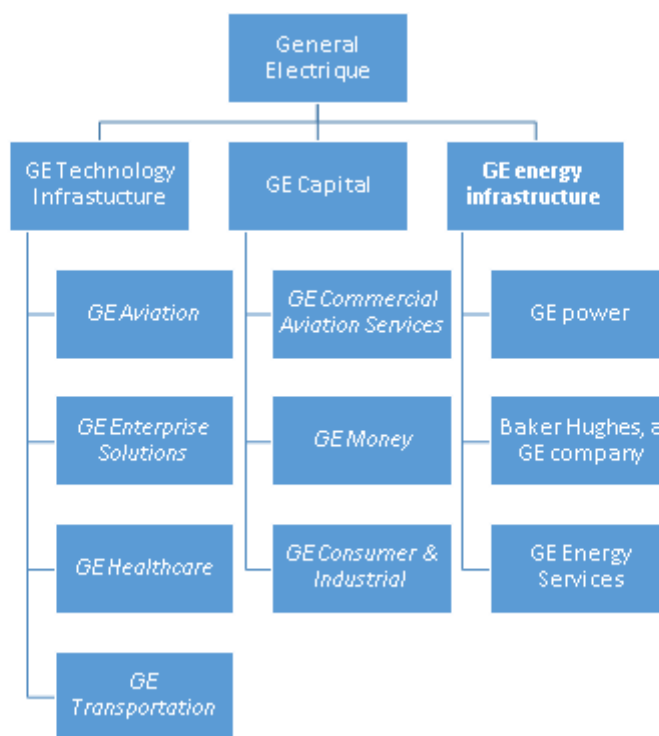 General
Electrique
GE Technology
Infrastucture
GE Capital
GE energy
infrastructure
GE Aviation
GE Commercial
Aviation Services
GE power
GE Enterprise
Solutions
GE Money
Baker Hughes, a
GE company
GE Healthcare
GE Consumer &
Industrial
GE Energy
Services
GE
Transportation